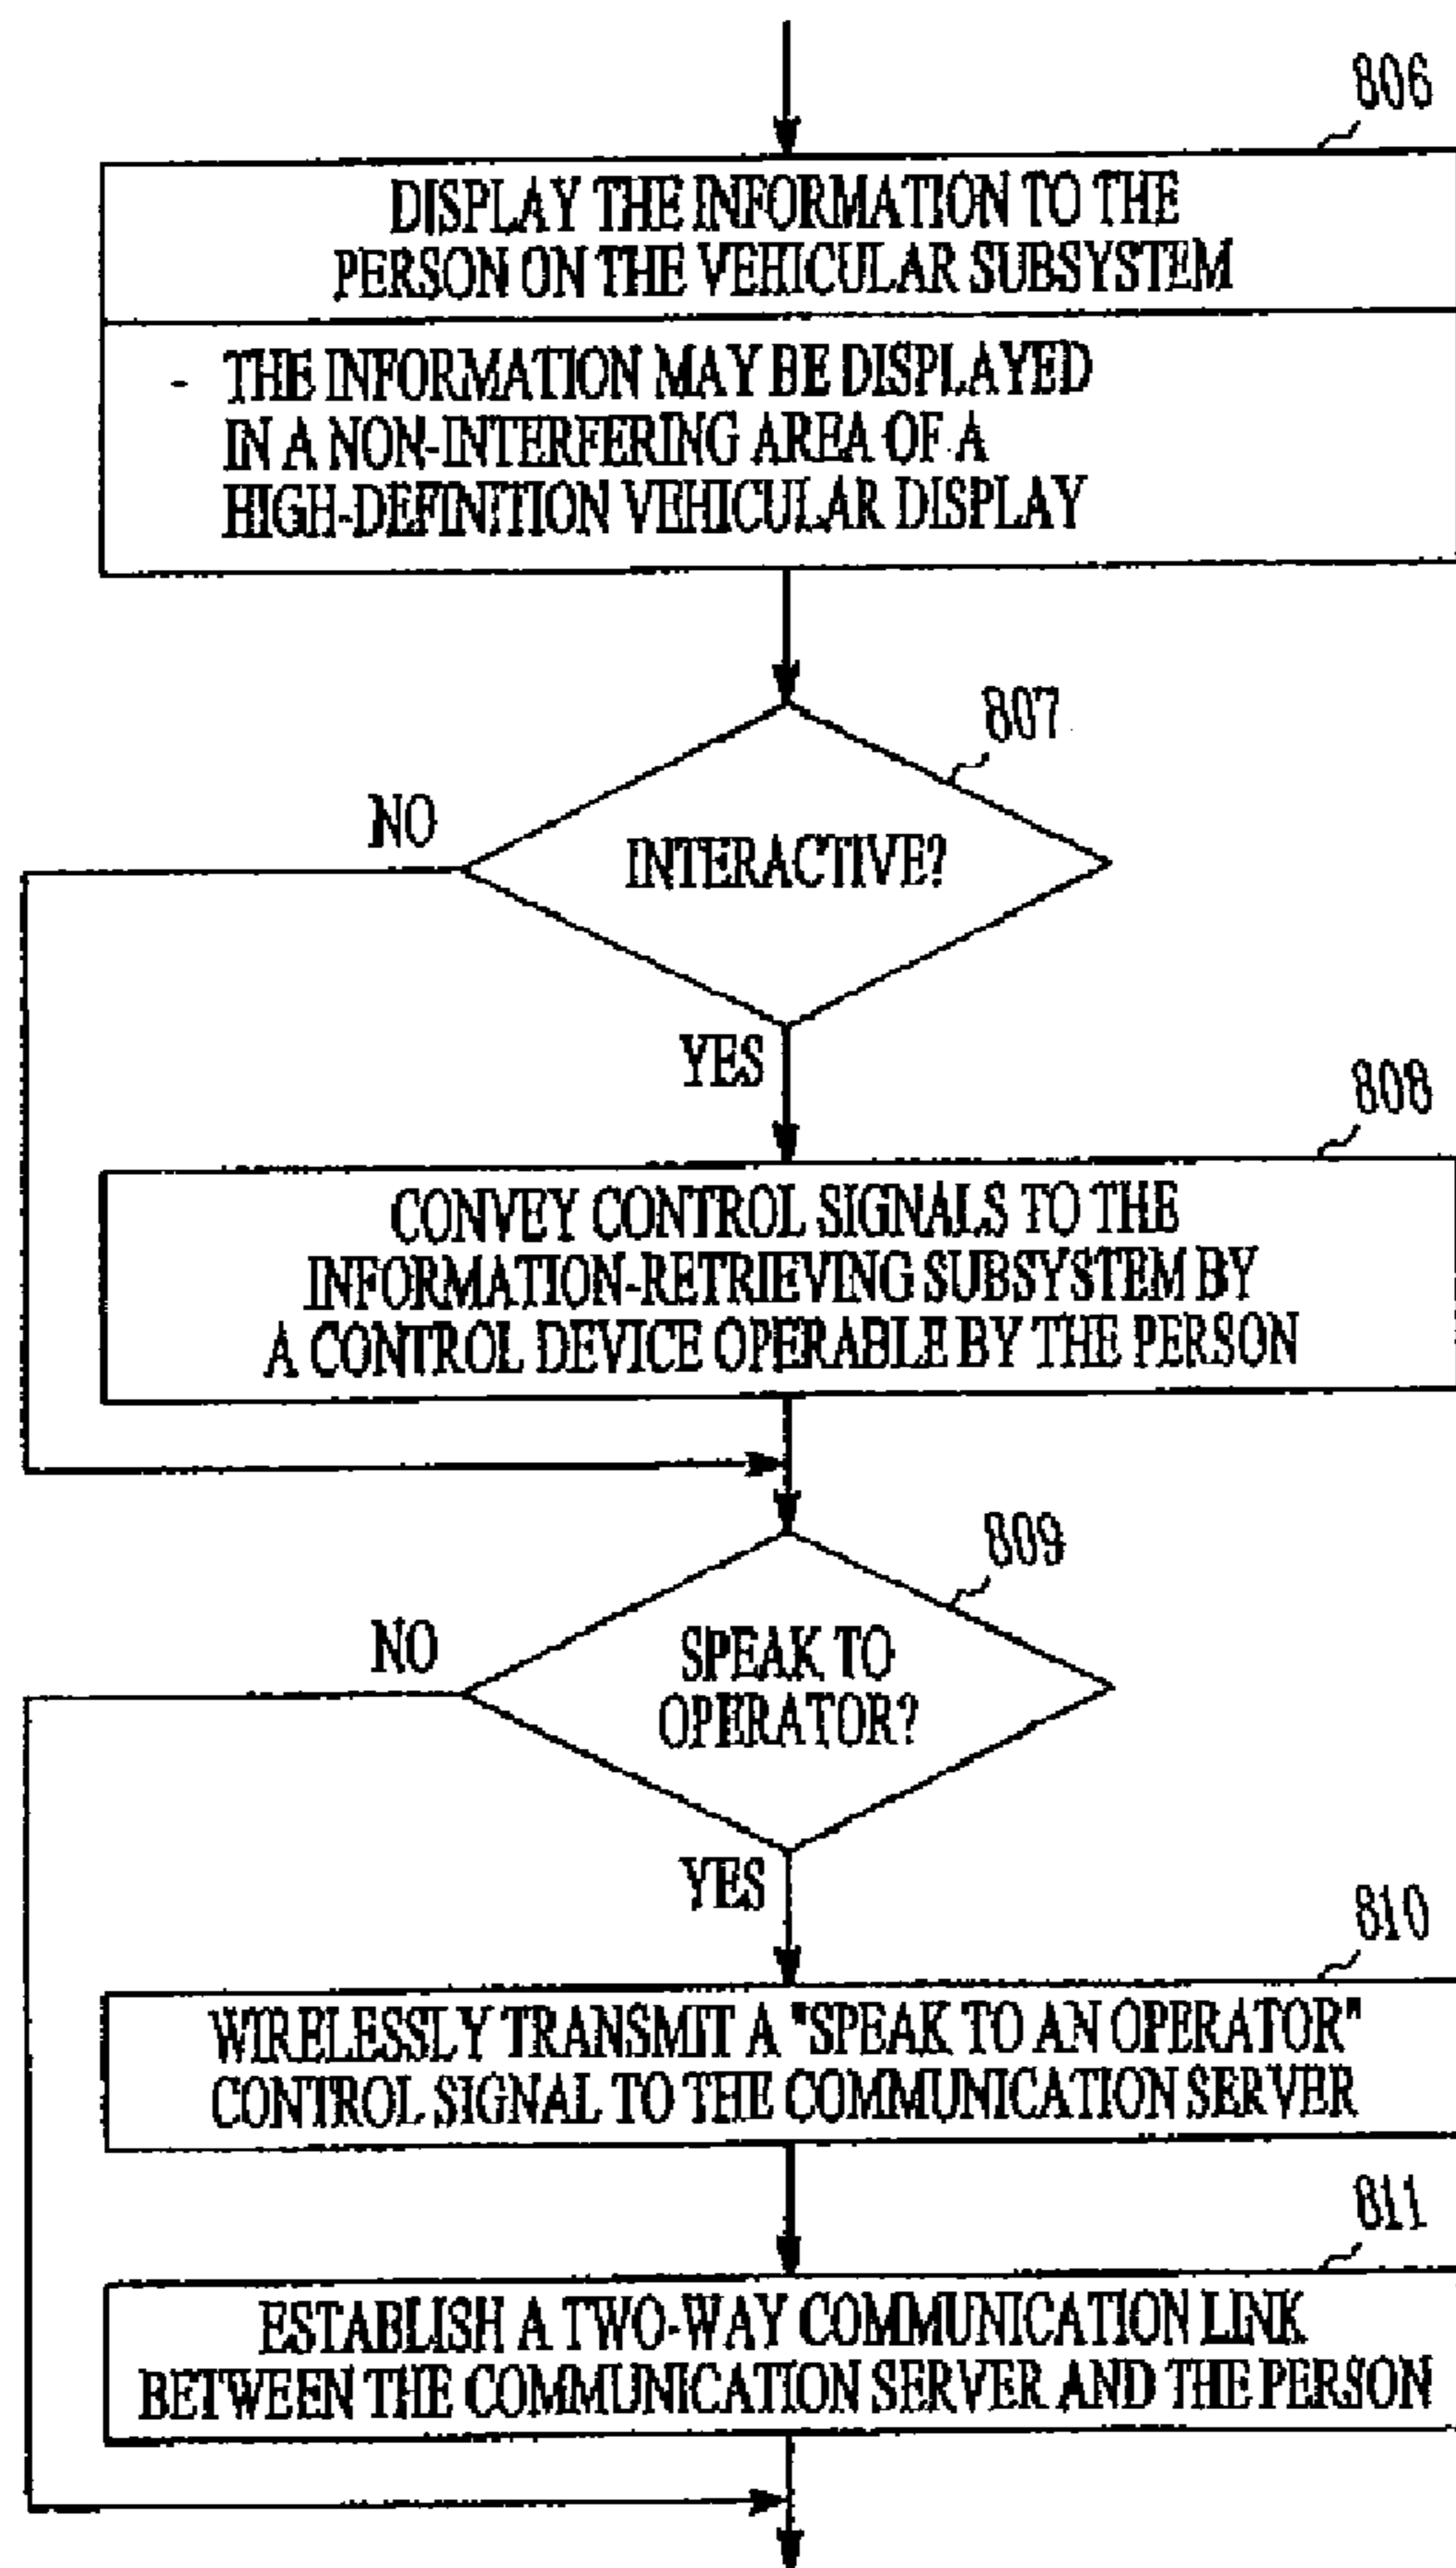 806
DISPLAY THE INFORMATION TO THE
PERSON ON THE VEHICULAR SUBSYSTEM
- THE INFORMATION MAY BE DISPLAYED
IN A NON-INTERFERING AREA OF A
HIGH-DEFINITION VEHICULAR DISPLAY
807
NO
INTERACTIVE?
YES
808
CONVEY CONTROL SIGNALS TO THE
INFORMATION-RETRIEVING SUBSYSTEM BY
A CONTROL DEVICE OPERABLE BY THE PERSON
809
NO
SPEAK TO
OPERATOR?
YES
810
WIRELESSLY TRANSMIT A "SPEAK TO AN OPERATOR"
CONTROL SIGNAL TO THE COMMUNICATION SERVER
811
ESTABLISH A TWO-WAY COMMUNICATION LINK
BETWEEN THE COMMUNICATION SERVER AND THE PERSON